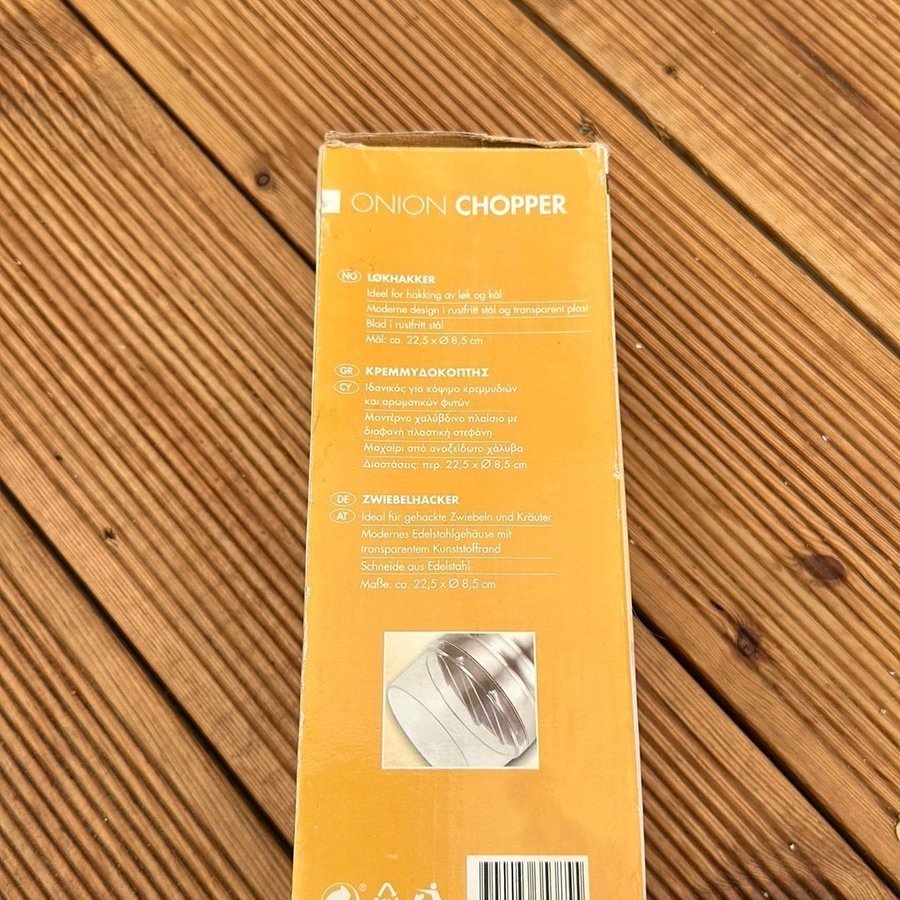 ONION CHOPPER
NO LØKHAKKER
Ideel for hakking av løk og kål
Moderne design i rustfritt stål og transparent plast
Blad i rustfritt stål
Mål: ca. 22,5 x Ø 8,5 cm
GR ΚΡΕΜΜΥΔΟΚΟΠΤΗΣ
CY Ιδανικός για κόψιμο κρεμμυδιών
και αρωματικών φυτών
Μοντέρνο χαλύβδινο πλαίσιο με
διαφανή πλαστική στεφάνη
Μαχαίρι από ανοξείδωτο χάλυβα
Διαστάσεις: περ. 22,5 x Ø 8,5 cm
DE ZWIEBELHACKER
AT Ideal für gehackte Zwiebeln und Kräuter
Modernes Edelstahlgehäuse mit
transparentem Kunststoffrand
Schneide aus Edelstahl
Maße: ca. 22,5 x Ø 8,5 cm